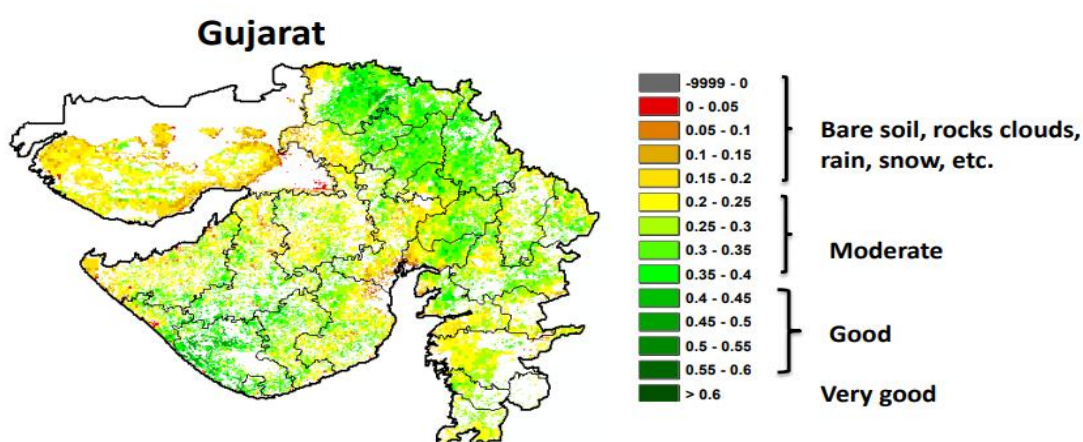 Gujarat
-9999 - 0
0 - 0.05
0.05 - 0.1
0.1 - 0.15
0.15 - 0.2
0.2 - 0.25
0.25 - 0.3
0.3 - 0.35
0.35 - 0.4
0.4 - 0.45
0.45 - 0.5
0.5 - 0.55
0.55 - 0.6
> 0.6
Bare soil, rocks clouds,
rain, snow, etc.
Moderate
Good
Very good